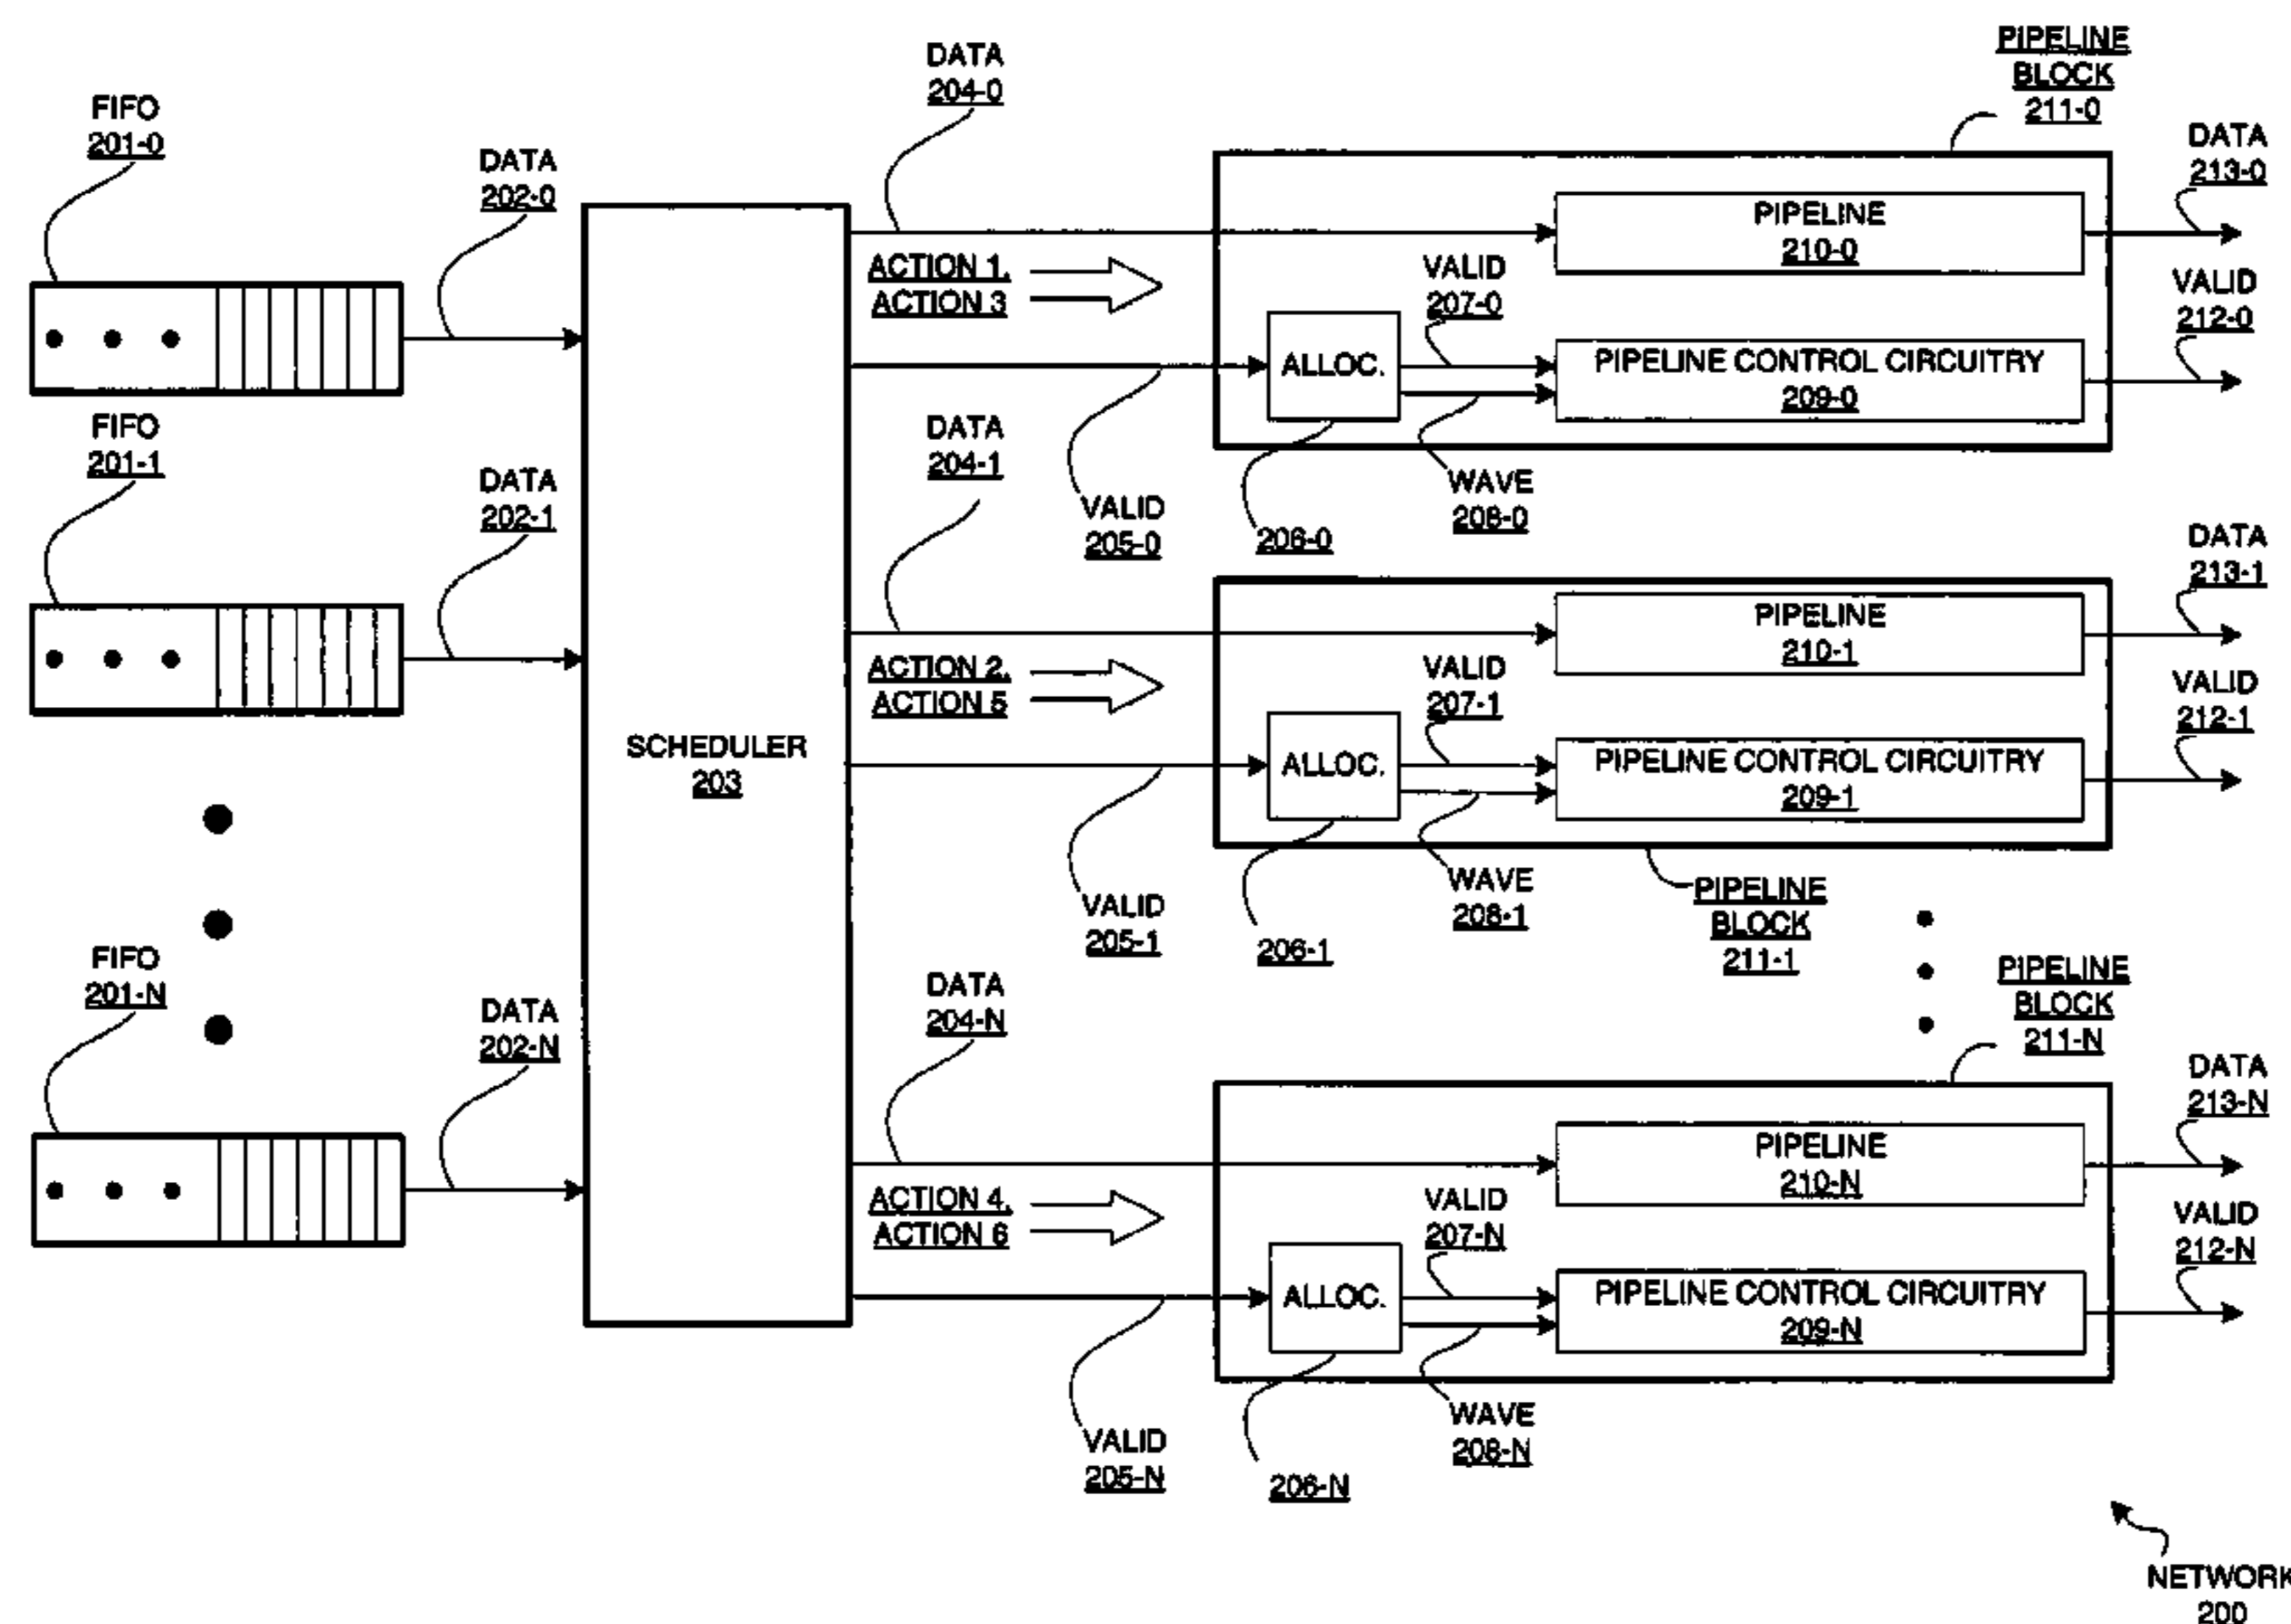 DATA
204-0
PIPELINE
BLOCK
211-0
FIFO
201-0
DATA
202-0
DATA
213-0
PIPELINE
210-0
ACTION 1,
ACTION 3
VALID
207-0
VALID
212-0
ALLOC.
PIPELINE CONTROL CIRCUITRY
209-0
FIFO
201-1
DATA
204-1
DATA
202-1
WAVE
208-0
VALID
205-0
206-0
DATA
213-1
PIPELINE
210-1
ACTION 2,
ACTION 5
VALID
207-1
VALID
212-1
SCHEDULER
203
ALLOC.
PIPELINE CONTROL CIRCUITRY
209-1
WAVE
208-1
VALID
205-1
206-1
PIPELINE
BLOCK
211-1
FIFO
201-N
DATA
204-N
PIPELINE
BLOCK
211-N
DATA
202-N
DATA
213-N
PIPELINE
210-N
ACTION 4,
ACTION 6
VALID
207-N
VALID
212-N
ALLOC.
PIPELINE CONTROL CIRCUITRY
209-N
WAVE
208-N
VALID
205-N
206-N
NETWORK
200